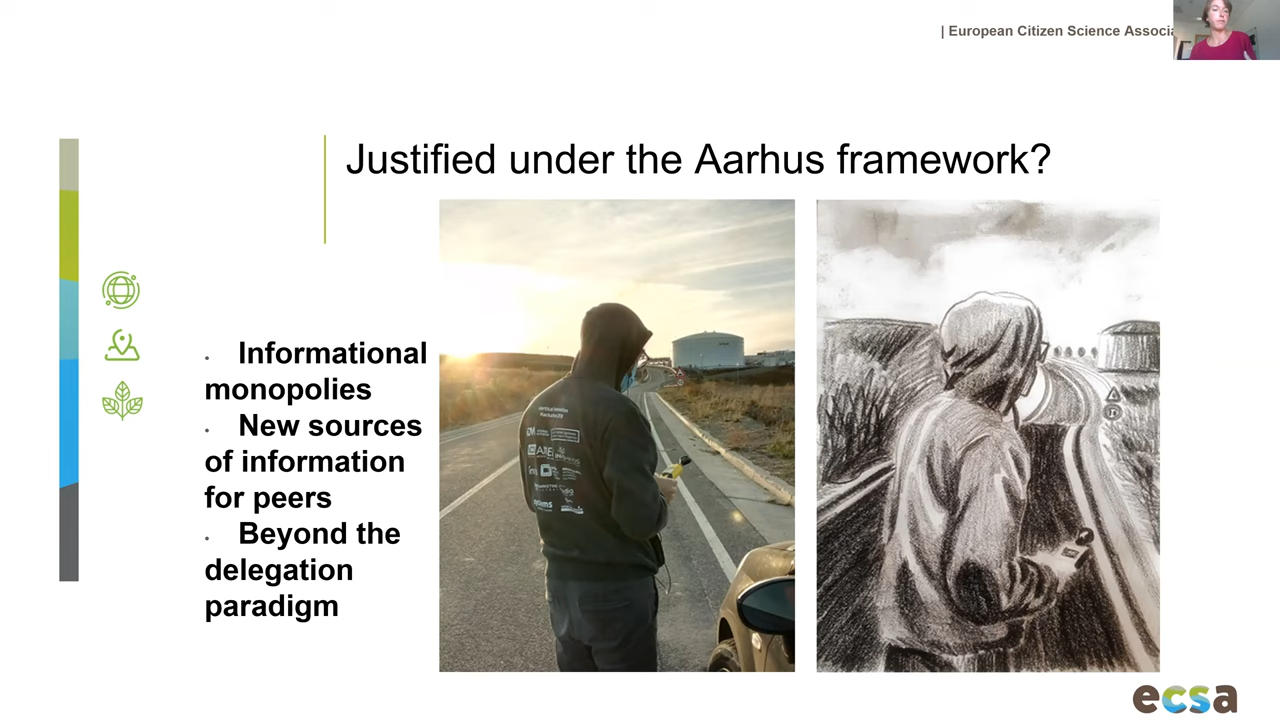 | European Citizen Science Associa
Justified under the Aarhus framework?
• Informational
monopolies
• New sources
of information
for peers
• Beyond the
delegation
paradigm
ecsa